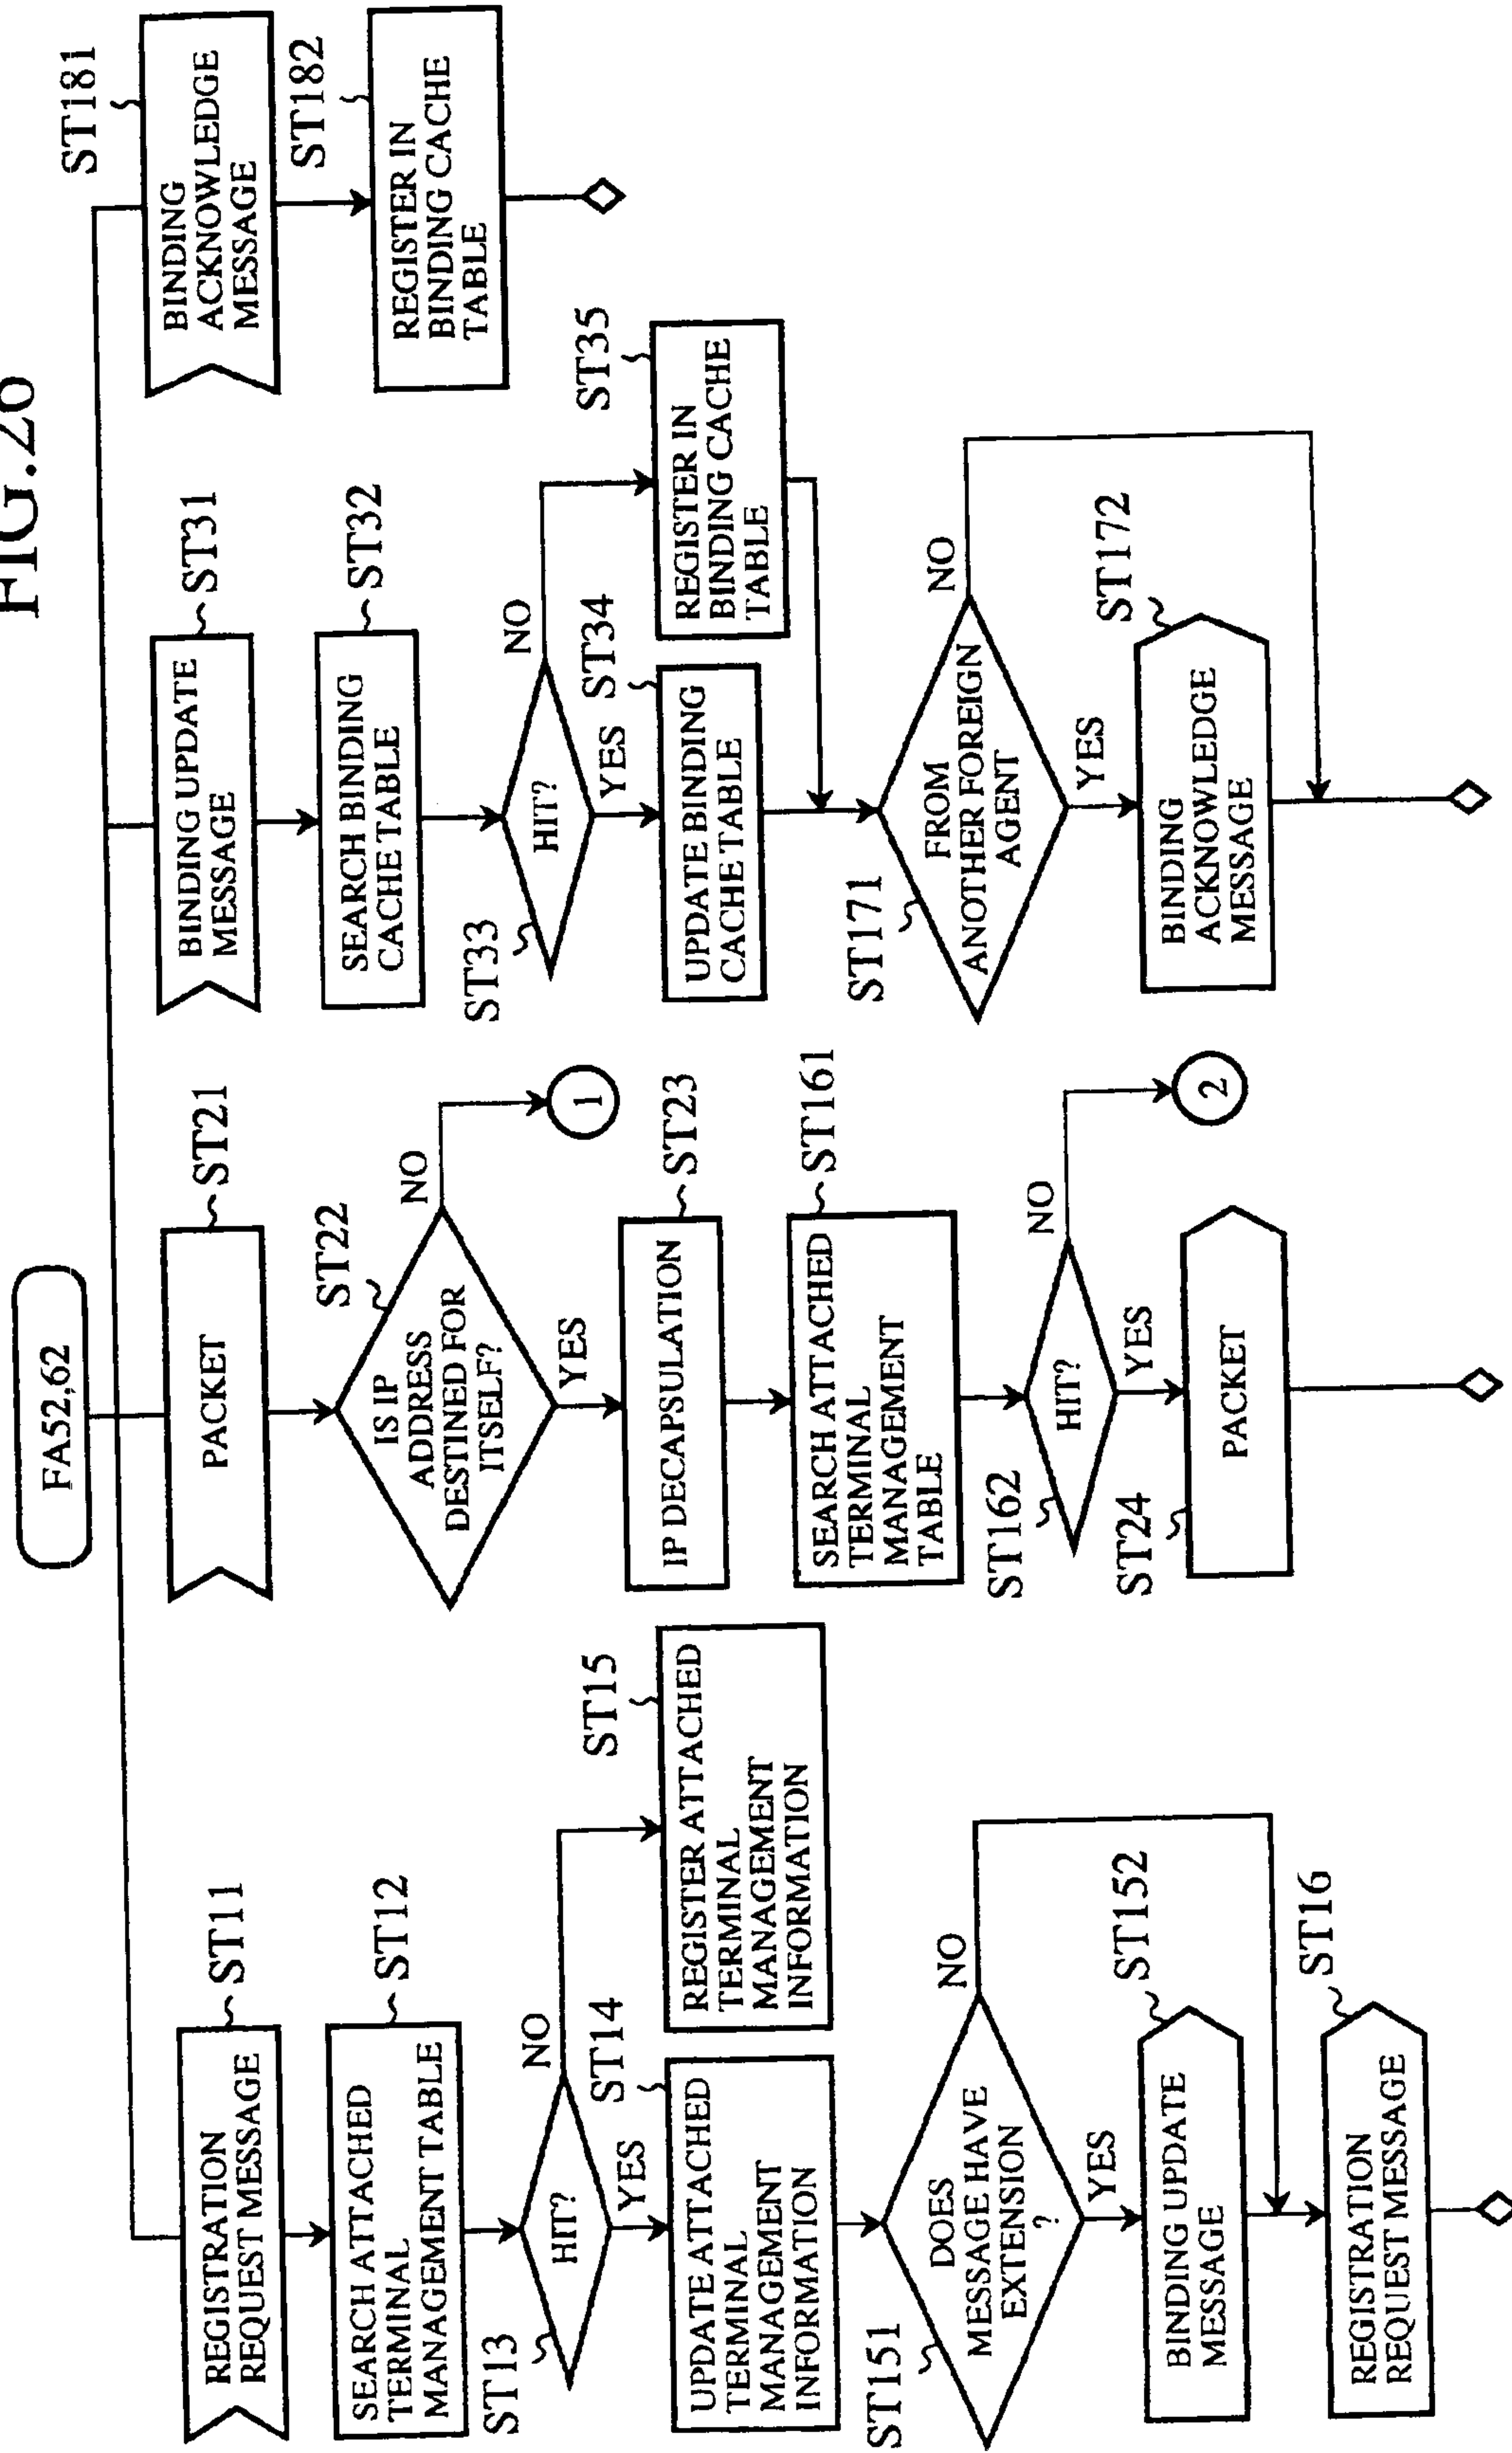 FIG.26
FA52,62
REGISTRATION
REQUEST MESSAGE
ST11
SEARCH ATTACHED
TERMINAL
MANAGEMENT TABLE
ST12
HIT?
ST13
NO
YES
UPDATE ATTACHED
TERMINAL
MANAGEMENT
INFORMATION
ST14
REGISTER ATTACHED
TERMINAL
MANAGEMENT
INFORMATION
ST15
DOES
MESSAGE HAVE
EXTENSION
?
ST151
NO
YES
BINDING UPDATE
MESSAGE
ST152
REGISTRATION
REQUEST MESSAGE
ST16
PACKET
ST21
IS IP
ADDRESS
DESTINED FOR
ITSELF?
ST22
NO
1
YES
IP DECAPSULATION
ST23
SEARCH ATTACHED
TERMINAL
MANAGEMENT
TABLE
ST161
HIT?
ST162
NO
2
YES
PACKET
ST24
BINDING UPDATE
MESSAGE
ST31
SEARCH BINDING
CACHE TABLE
ST32
HIT?
ST33
NO
YES
UPDATE BINDING
CACHE TABLE
ST34
REGISTER IN
BINDING CACHE
TABLE
ST35
FROM
ANOTHER FOREIGN
AGENT
ST171
NO
YES
BINDING
ACKNOWLEDGE
MESSAGE
ST172
BINDING
ACKNOWLEDGE
MESSAGE
ST181
REGISTER IN
BINDING CACHE
TABLE
ST182